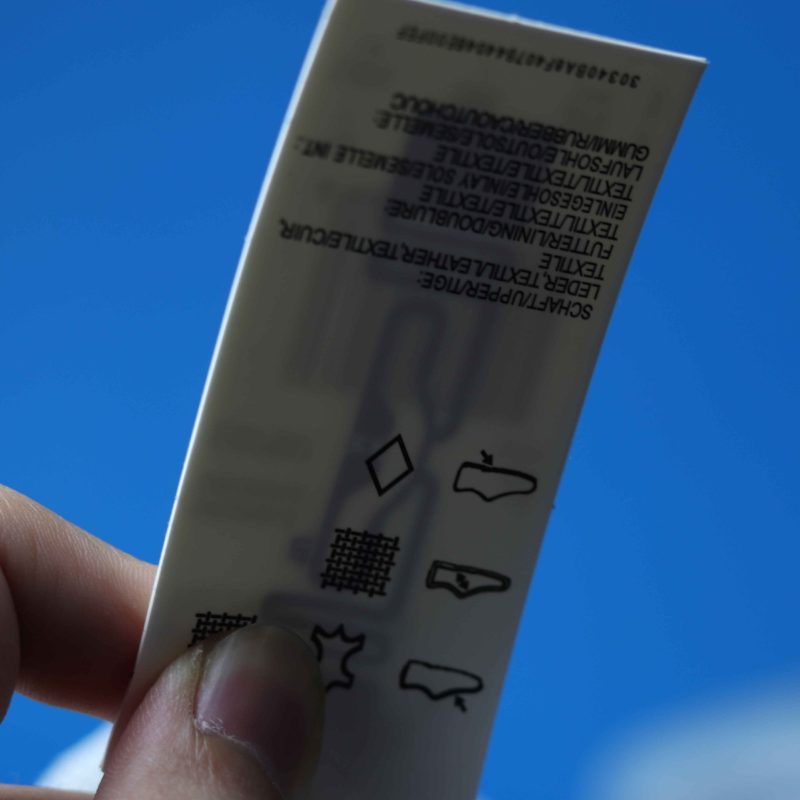 SCHAFT/UPPER/TIGE:
LEDER,TEXTIL/LEATHER,TEXTILE/CUIR,
TEXTILE
FUTTER/LINING/DOUBLURE:
TEXTIL/TEXTILE/TEXTILE
EINLEGESOHLE/INLAY SOLE/SEMELLE INT.:
TEXTIL/TEXTILE/TEXTILE
LAUFSOHLE/OUTSOLE/SEMELLE:
GUMMI/RUBBER/CAOUTCHOUC